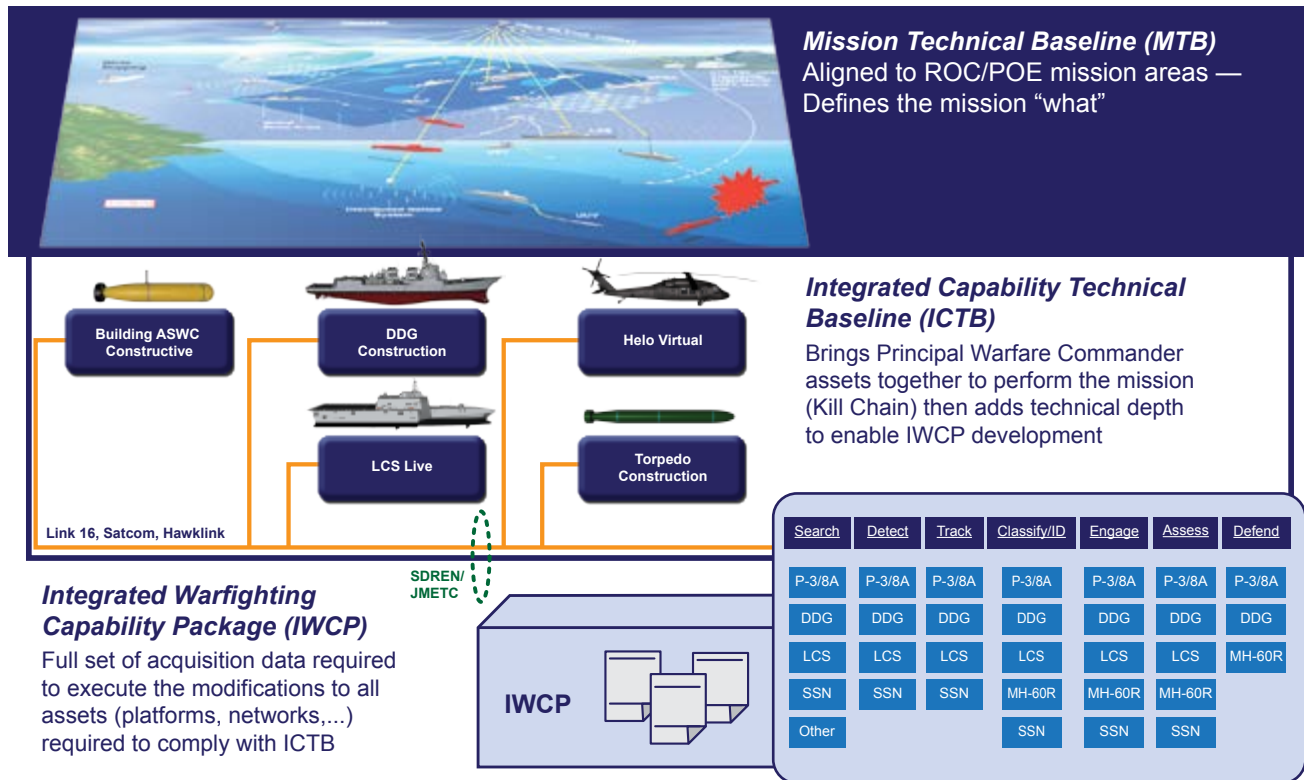 Mission Technical Baseline (MTB)
Aligned to ROC/POE mission areas —
Defines the mission “what”
UUV
Building ASWC
Constructive
DDG
Construction
Helo Virtual
LCS Live
Torpedo
Construction
Link 16, Satcom, Hawklink
SDREN/
JMETC
Integrated Capability Technical
Baseline (ICTB)
Brings Principal Warfare Commander
assets together to perform the mission
(Kill Chain) then adds technical depth
to enable IWCP development
Integrated Warfighting
Capability Package (IWCP)
Full set of acquisition data required
to execute the modifications to all
assets (platforms, networks,...)
required to comply with ICTB
IWCP
Search Detect Track Classify/ID Engage Assess Defend
P-3/8A P-3/8A P-3/8A P-3/8A P-3/8A P-3/8A P-3/8A
DDG DDG DDG DDG DDG DDG DDG
LCS LCS LCS LCS LCS LCS MH-60R
SSN SSN SSN MH-60R MH-60R MH-60R
Other SSN SSN SSN